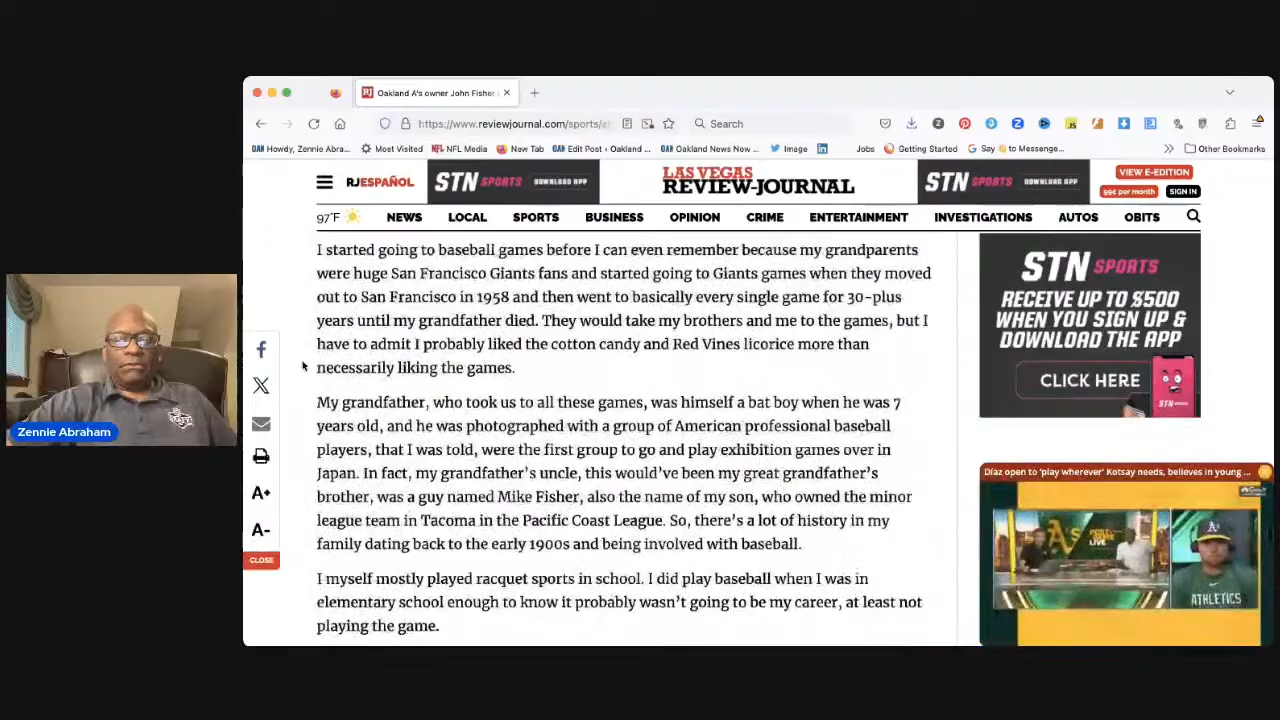 Oakland A's owner John Fisher
https://www.reviewjournal.com/sports/a
Search
Howdy, Zennie Abra...
Most Visited
NFL Media
New Tab
Edit Post ‹ Oakland ...
Oakland News Now ...
Image
Jobs
Getting Started
Say 👋 to Messenge...
Other Bookmarks
RJESPAÑOL
STN SPORTS DOWNLOAD APP
LAS VEGAS
REVIEW-JOURNAL
STN SPORTS DOWNLOAD APP
VIEW E-EDITION
99¢ per month
SIGN IN
97°F
NEWS
LOCAL
SPORTS
BUSINESS
OPINION
CRIME
ENTERTAINMENT
INVESTIGATIONS
AUTOS
OBITS
I started going to baseball games before I can even remember because my grandparents
were huge San Francisco Giants fans and started going to Giants games when they moved
out to San Francisco in 1958 and then went to basically every single game for 30-plus
years until my grandfather died. They would take my brothers and me to the games, but I
have to admit I probably liked the cotton candy and Red Vines licorice more than
necessarily liking the games.
My grandfather, who took us to all these games, was himself a bat boy when he was 7
years old, and he was photographed with a group of American professional baseball
players, that I was told, were the first group to go and play exhibition games over in
Japan. In fact, my grandfather's uncle, this would've been my great grandfather's
brother, was a guy named Mike Fisher, also the name of my son, who owned the minor
league team in Tacoma in the Pacific Coast League. So, there's a lot of history in my
family dating back to the early 1900s and being involved with baseball.
I myself mostly played racquet sports in school. I did play baseball when I was in
elementary school enough to know it probably wasn't going to be my career, at least not
playing the game.
A+
A-
CLOSE
STN SPORTS
RECEIVE UP TO $500
WHEN YOU SIGN UP &
DOWNLOAD THE APP
CLICK HERE
Díaz open to 'play wherever' Kotsay needs, believes in young ...
A's
LIVE
A's
ATHLETICS
Zennie Abraham